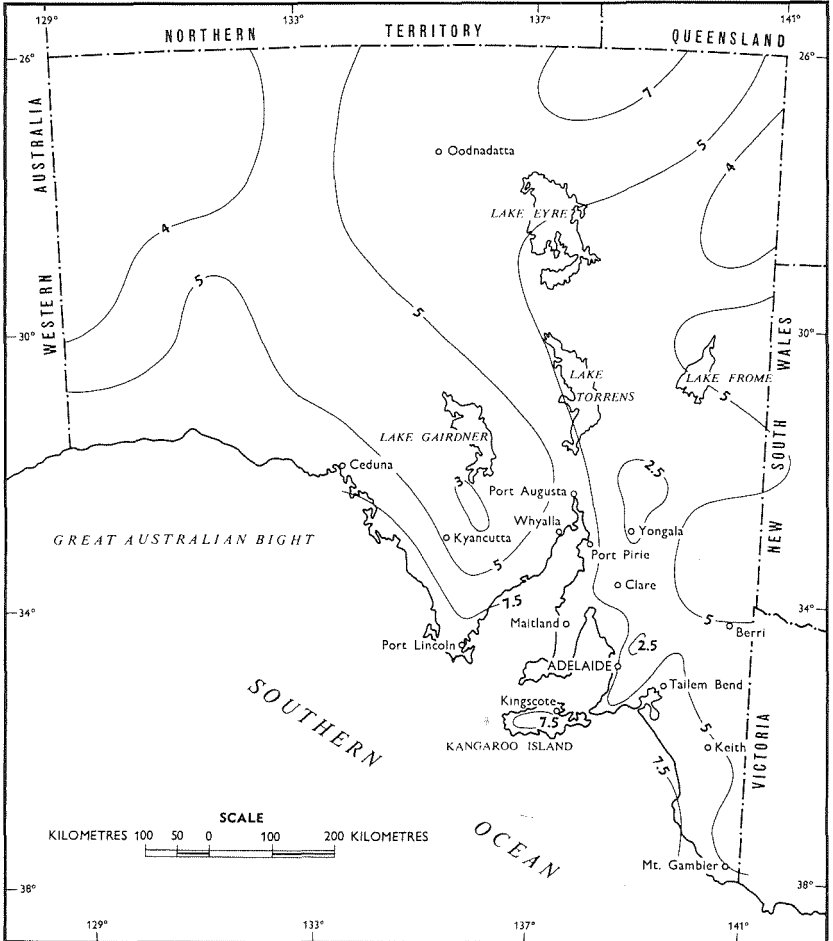 129°
133°
137°
141°
NORTHERN
TERRITORY
QUEENSLAND
26°
26°
7
Oodnadatta
5
4
WESTERN AUSTRALIA
LAKE EYRE
4
5
5
30°
30°
LAKE
TORRENS
LAKE FROME
5
NEW SOUTH WALES
LAKE GAIRDNER
Ceduna
3
Port Augusta
2.5
Whyalla
Yongala
GREAT AUSTRALIAN BIGHT
Kyancutta
Port Pirie
5
Clare
7.5
34°
34°
Maitland
5
Berri
Port Lincoln
2.5
ADELAIDE
Tailem Bend
Kingscote
7.5
5
KANGAROO ISLAND
Keith
7.5
VICTORIA
SOUTHERN
OCEAN
SCALE
KILOMETRES 100 50 0 100 200 KILOMETRES
Mt. Gambier
38°
38°
129°
133°
137°
141°